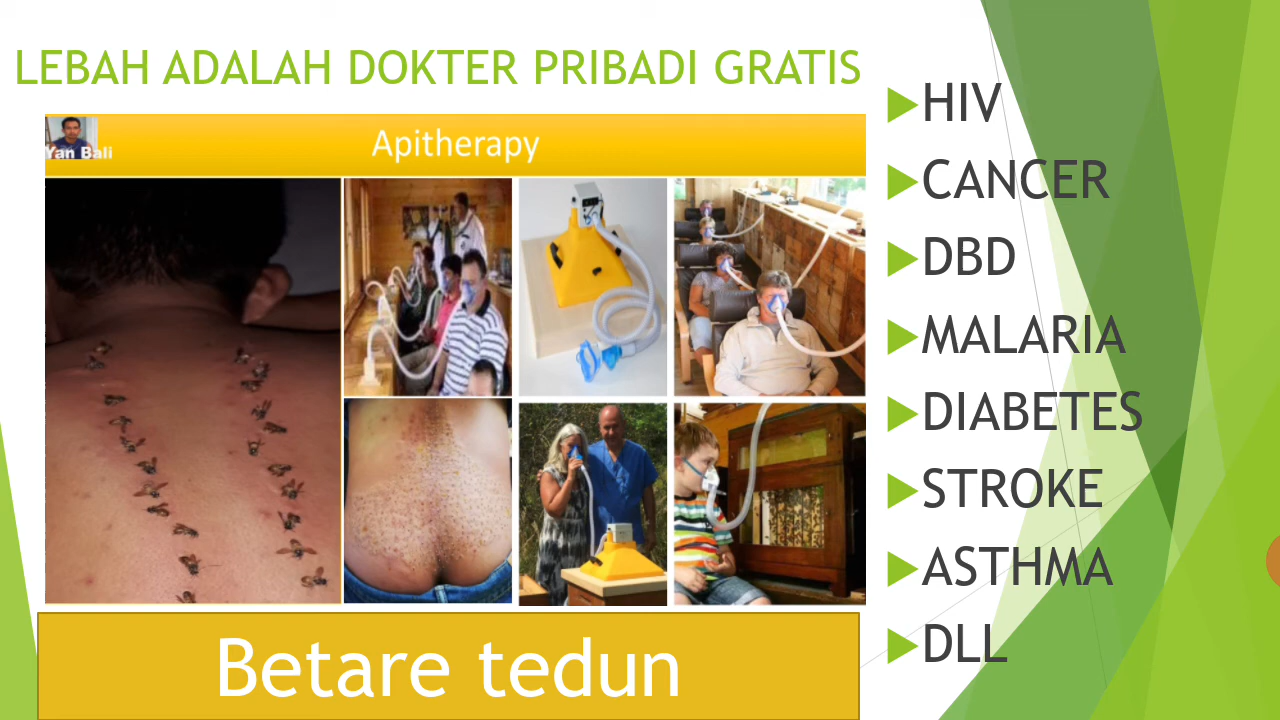 LEBAH ADALAH DOKTER PRIBADI GRATIS
Yan Bali
Apitherapy
Betare tedun
HIV
CANCER
DBD
MALARIA
DIABETES
STROKE
ASTHMA
DLL